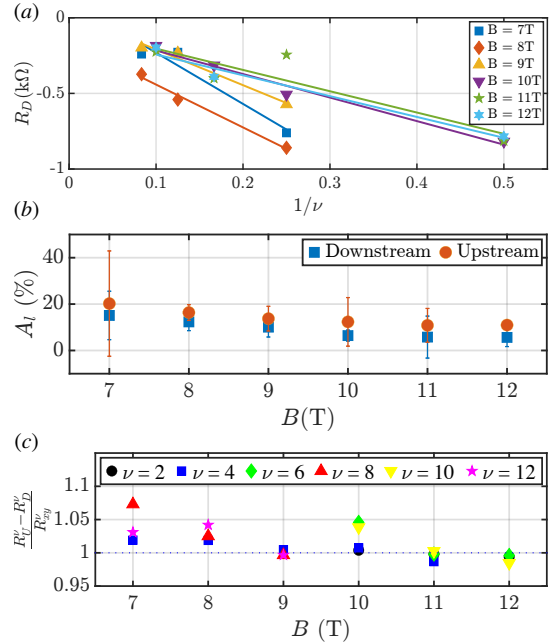 (a)
0
-0.5
-1
R_D(kΩ)
0 0.1 0.2 0.3 0.4 0.5 0.6
1/ν
B = 7T
B = 8T
B = 9T
B = 10T
B = 11T
B = 12T
(b)
40
20
0
A_l (%)
Downstream Upstream
7 8 9 10 11 12
B(T)
(c)
ν = 2 ν = 4 ν = 6 ν = 8 ν = 10 ν = 12
1.1
1.05
1
0.95
R_U^ν−R_D^ν
R_xy^ν
7 8 9 10 11 12
B (T)